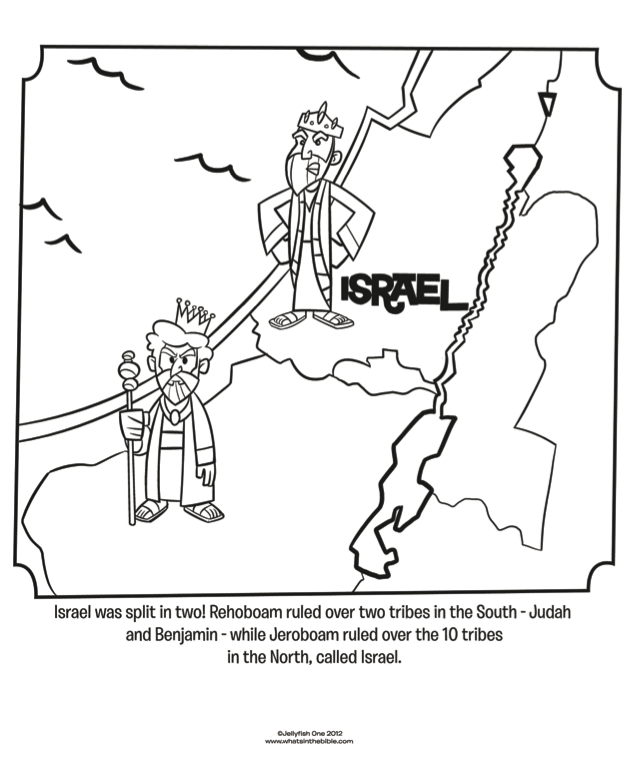 ISRAEL
Israel was split in two! Rehoboam ruled over two tribes in the South - Judah
and Benjamin - while Jeroboam ruled over the 10 tribes
in the North, called Israel.
©Jellyfish One 2012
www.whatsinthebible.com